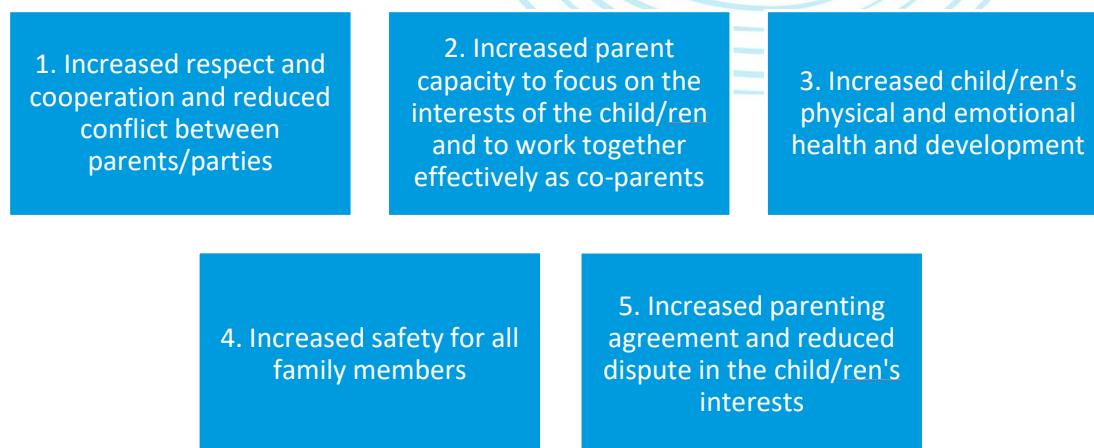 1. Increased respect and
cooperation and reduced
conflict between
parents/parties
2. Increased parent
capacity to focus on the
interests of the child/ren
and to work together
effectively as co-parents
3. Increased child/ren's
physical and emotional
health and development
4. Increased safety for all
family members
5. Increased parenting
agreement and reduced
dispute in the child/ren's
interests